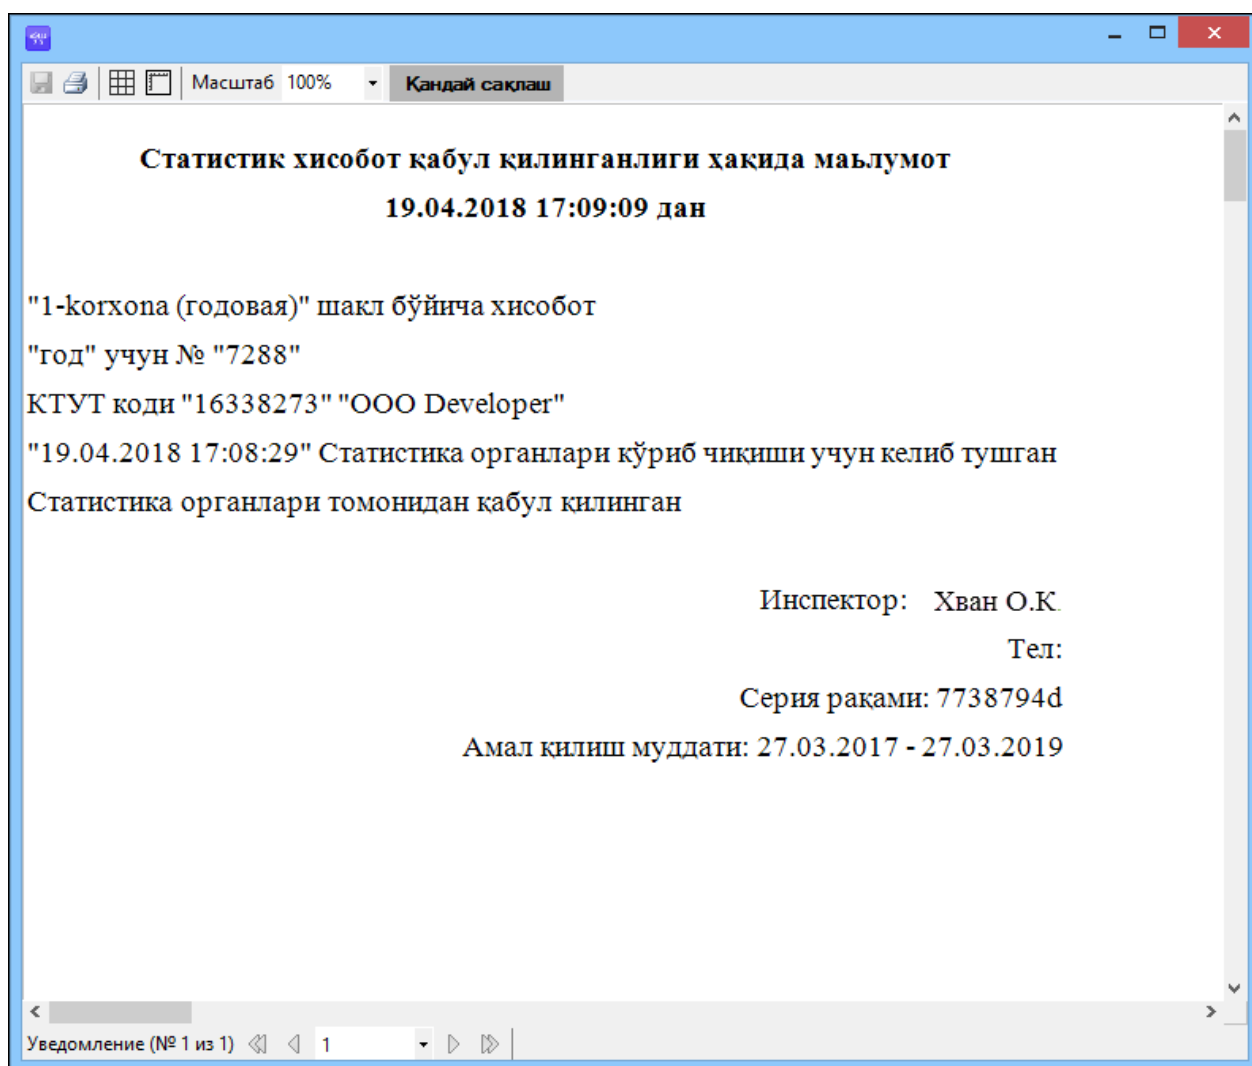 Масштаб 100% Қандай сақлаш
Статистик хисобот қабул қилинганлиги ҳақида маьлумот
19.04.2018 17:09:09 дан
"1-korxona (годовая)" шакл бўйича хисобот
"год" учун № "7288"
КТУТ коди "16338273" "ООО Developer"
"19.04.2018 17:08:29" Статистика органлари кўриб чиқиши учун келиб тушган
Статистика органлари томонидан қабул қилинган
Инспектор: Хван О.К.
Тел:
Серия рақами: 7738794d
Амал қилиш муддати: 27.03.2017 - 27.03.2019
Уведомление (№ 1 из 1) 1